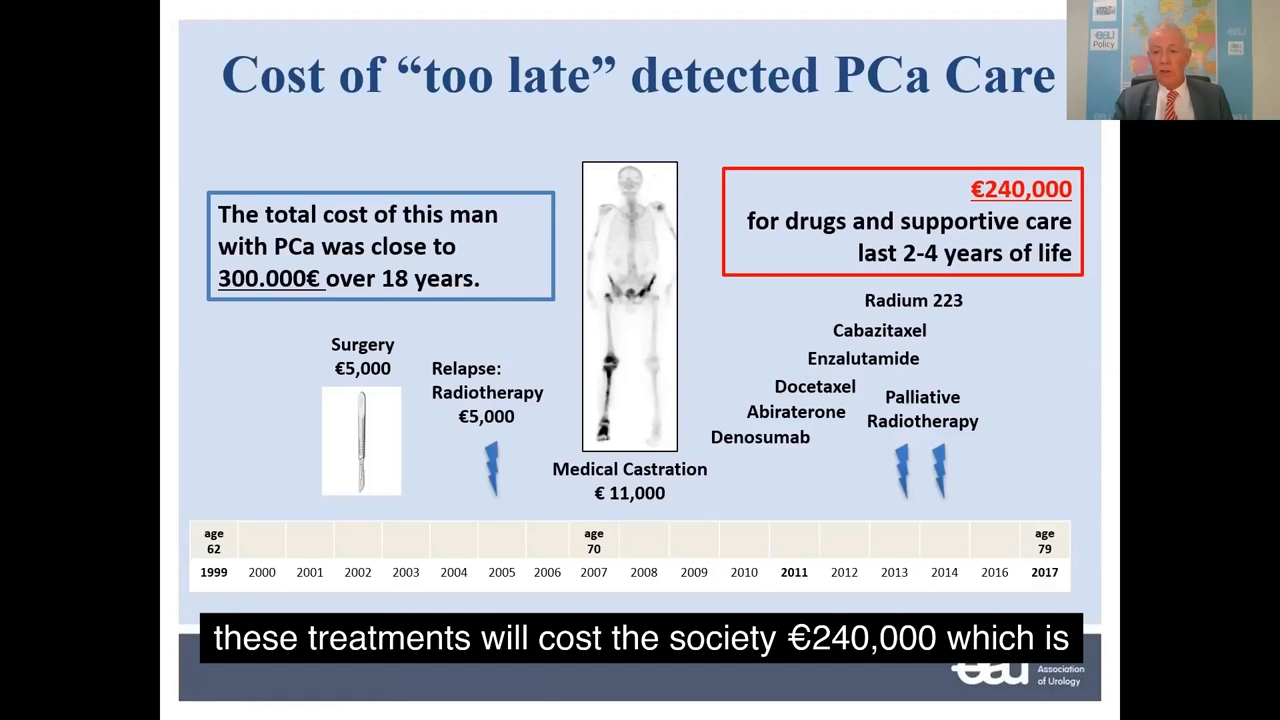 Cost of “too late” detected PCa Care
eau
Policy
The total cost of this man
with PCa was close to
300.000€ over 18 years.
€240,000
for drugs and supportive care
last 2-4 years of life
Radium 223
Cabazitaxel
Enzalutamide
Docetaxel
Abiraterone
Denosumab
Palliative
Radiotherapy
Surgery
€5,000
Relapse:
Radiotherapy
€5,000
Medical Castration
€ 11,000
age
62
age
70
age
79
1999 2000 2001 2002 2003 2004 2005 2006 2007 2008 2009 2010 2011 2012 2013 2014 2016 2017
these treatments will cost the society €240,000 which is
eau
Association
of Urology